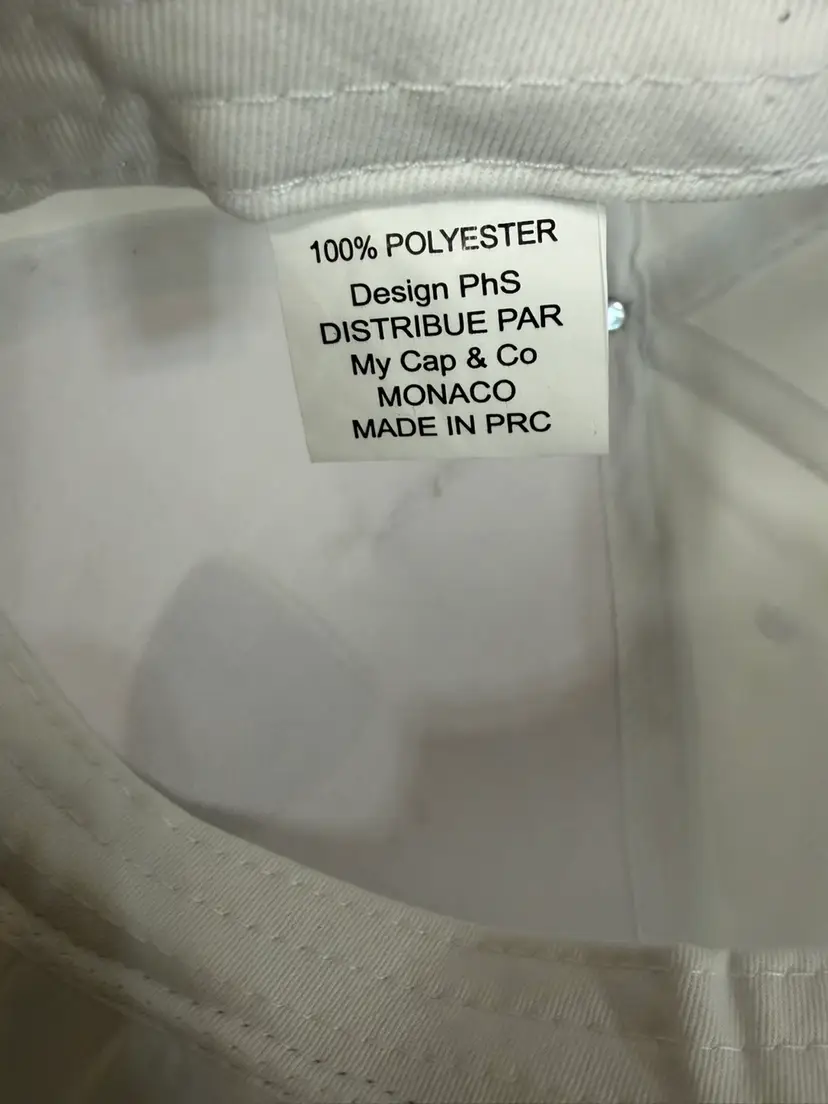 100% POLYESTER
Design PhS
DISTRIBUE PAR
My Cap & Co
MONACO
MADE IN PRC